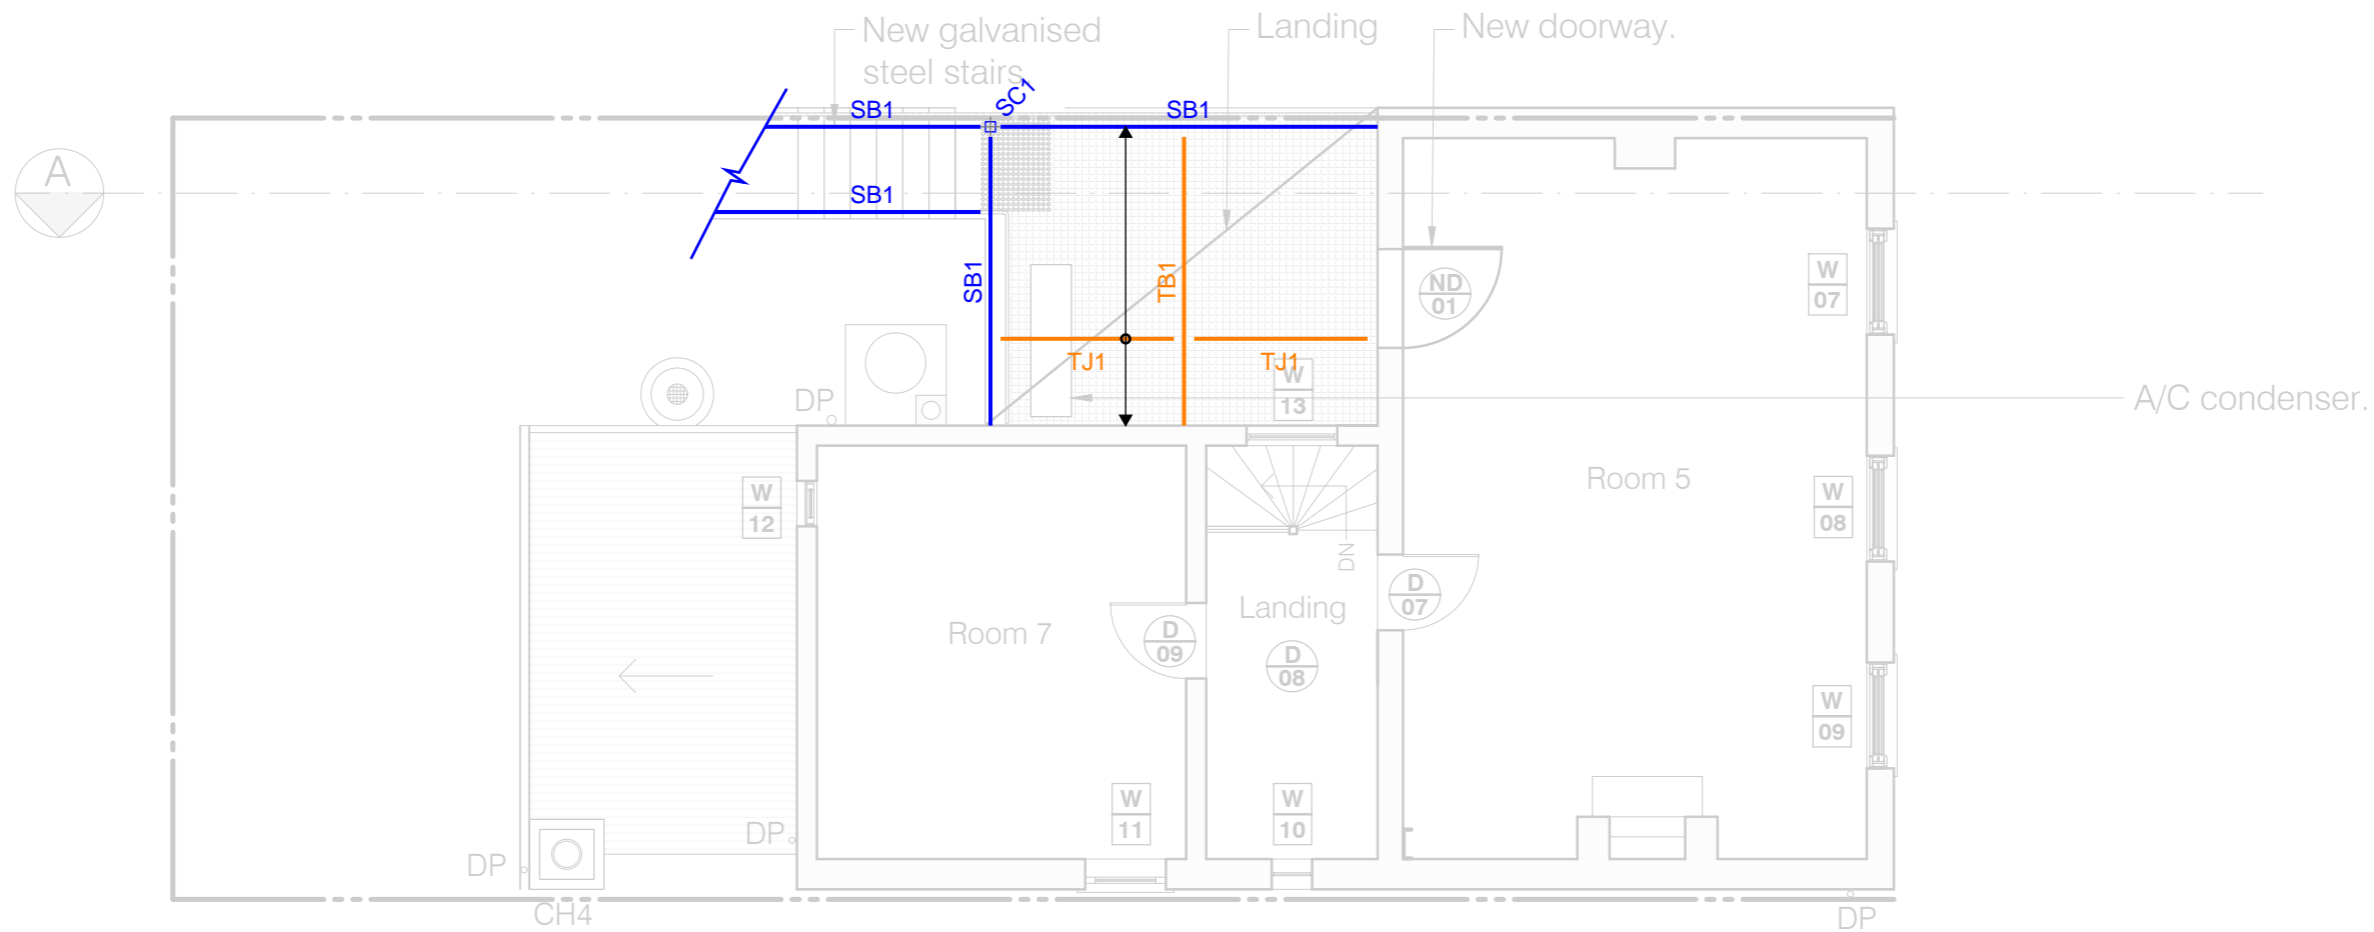 New galvanised
steel stairs
Landing
New doorway.
SC1
SB1
SB1
A
SB1
SB1
TB1
W
07
ND
01
TJ1
TJ1
W
13
DP
A/C condenser.
W
12
Room 5
W
08
DN
D
07
Landing
Room 7
D
09
D
08
W
09
W
11
W
10
DP
DP
CH4
DP